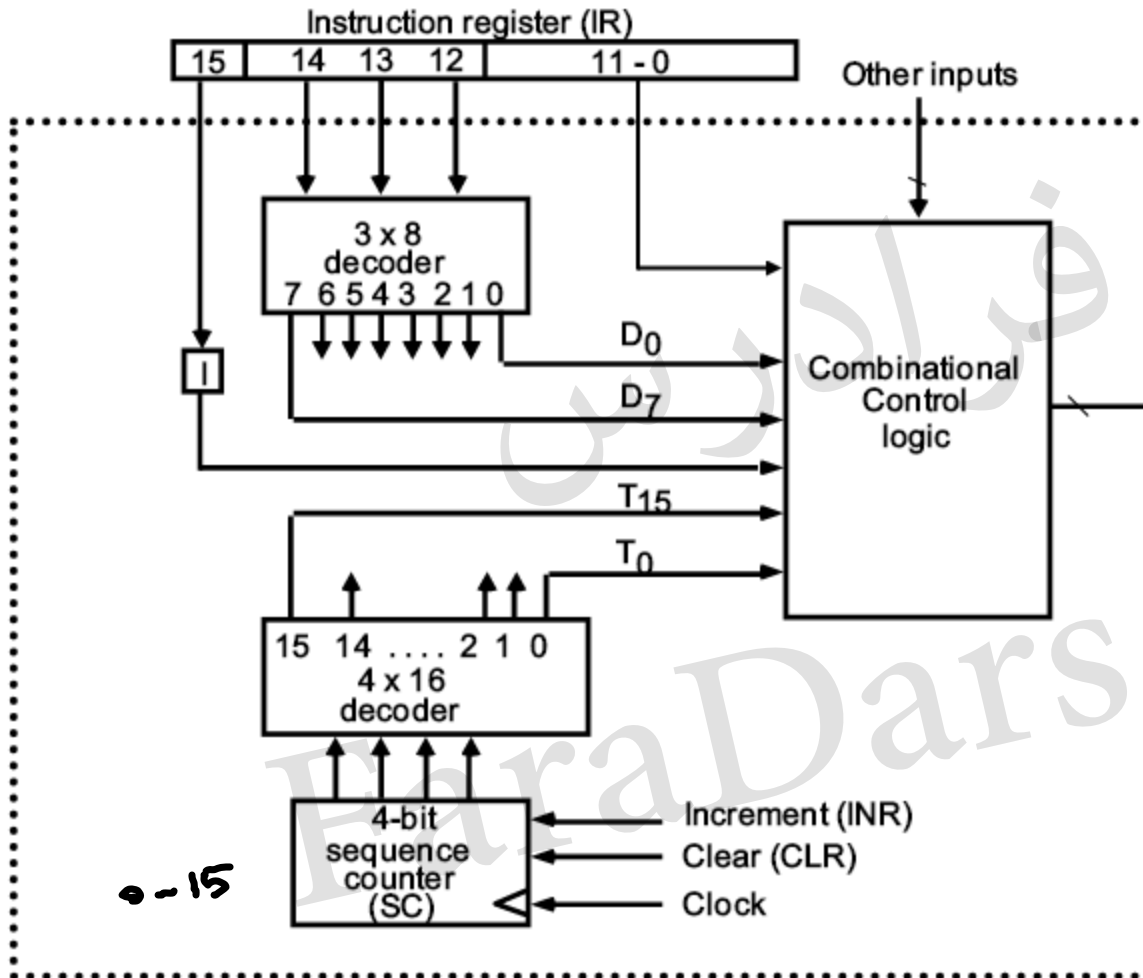 Instruction register (IR)
15 14 13 12 11 - 0
Other inputs
3 x 8
decoder
7 6 5 4 3 2 1 0
D0
I
D7
Combinational
Control
logic
T15
T0
15 14 .... 2 1 0
4 x 16
decoder
4-bit
sequence
counter
(SC)
Increment (INR)
Clear (CLR)
Clock
0-15
فرادرس
FaraDars